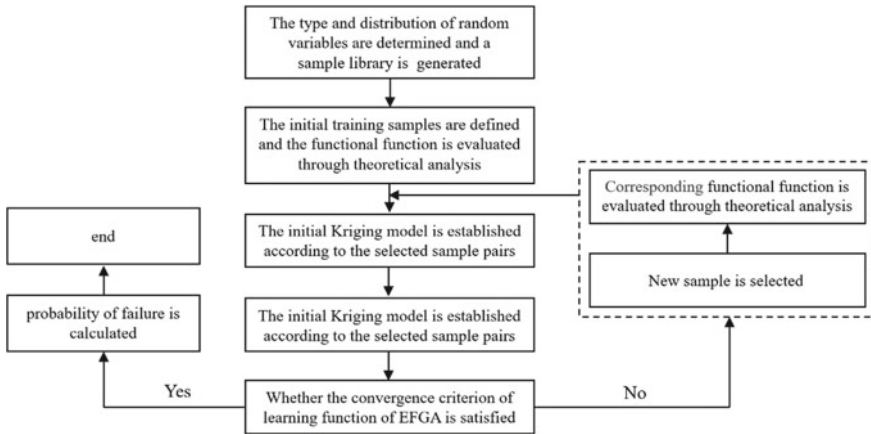 The type and distribution of random
variables are determined and a
sample library is generated
The initial training samples are defined
and the functional function is evaluated
through theoretical analysis
Corresponding functional function is
evaluated through theoretical analysis
The initial Kriging model is established
according to the selected sample pairs
end
New sample is selected
The initial Kriging model is established
according to the selected sample pairs
probability of failure is
calculated
Yes
Whether the convergence criterion of
learning function of EFGA is satisfied
No